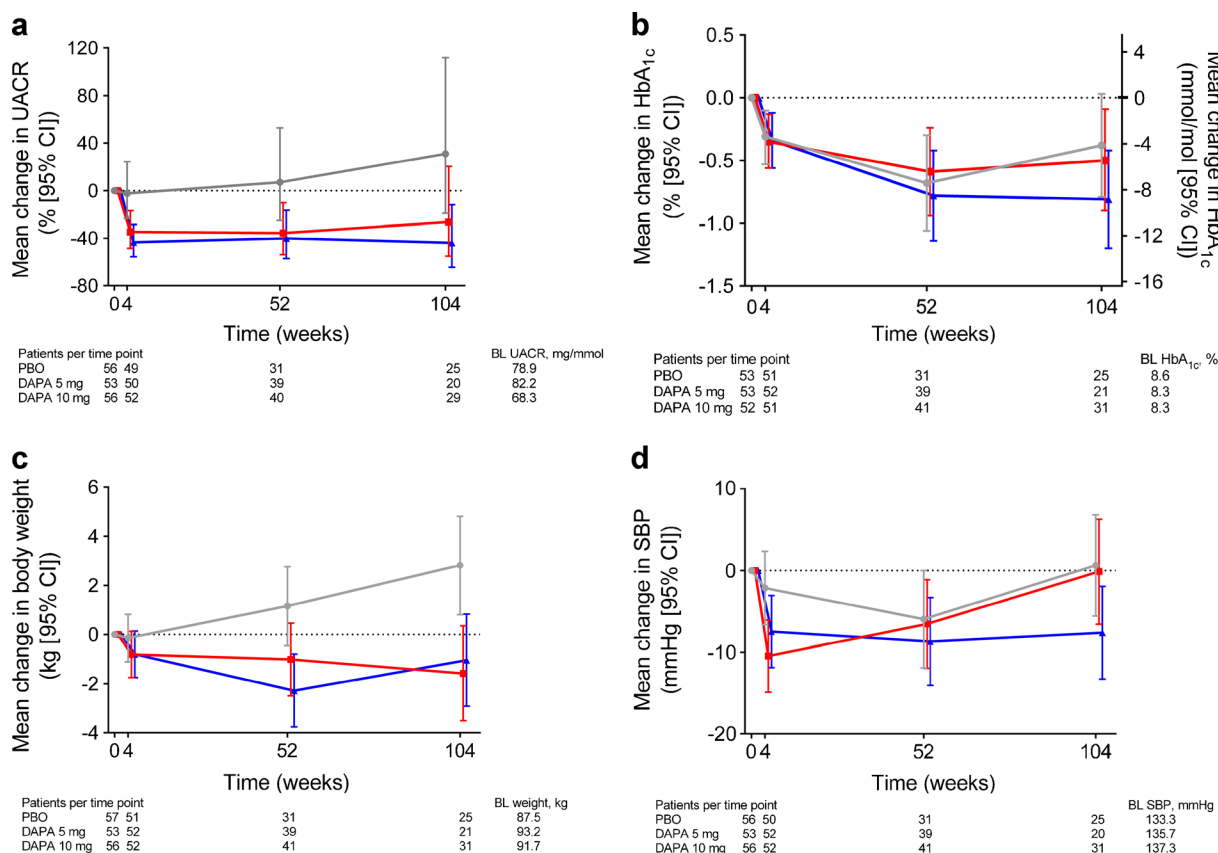 a
Mean change in UACR
(% [95% CI])
120
80
40
0
-40
-80
0 4 52 104
Time (weeks)
Patients per time point BL UACR, mg/mmol
PBO 56 49 31 25 78.9
DAPA 5 mg 53 50 39 20 82.2
DAPA 10 mg 56 52 40 29 68.3
b
Mean change in HbA1c
(% [95% CI])
0.5
0.0
-0.5
-1.0
-1.5
4
0
-4
-8
-12
-16
Mean change in HbA1c
(mmol/mol [95% CI])
0 4 52 104
Time (weeks)
Patients per time point BL HbA1c, %
PBO 53 51 31 25 8.6
DAPA 5 mg 53 52 39 21 8.3
DAPA 10 mg 52 51 41 31 8.3
c
Mean change in body weight
(kg [95% CI])
6
4
2
0
-2
-4
0 4 52 104
Time (weeks)
Patients per time point BL weight, kg
PBO 57 51 31 25 87.5
DAPA 5 mg 53 52 39 21 93.2
DAPA 10 mg 56 52 41 31 91.7
d
Mean change in SBP
(mmHg [95% CI])
10
0
-10
-20
0 4 52 104
Time (weeks)
Patients per time point BL SBP, mmHg
PBO 56 50 31 25 133.3
DAPA 5 mg 53 52 39 20 135.7
DAPA 10 mg 56 52 41 31 137.3